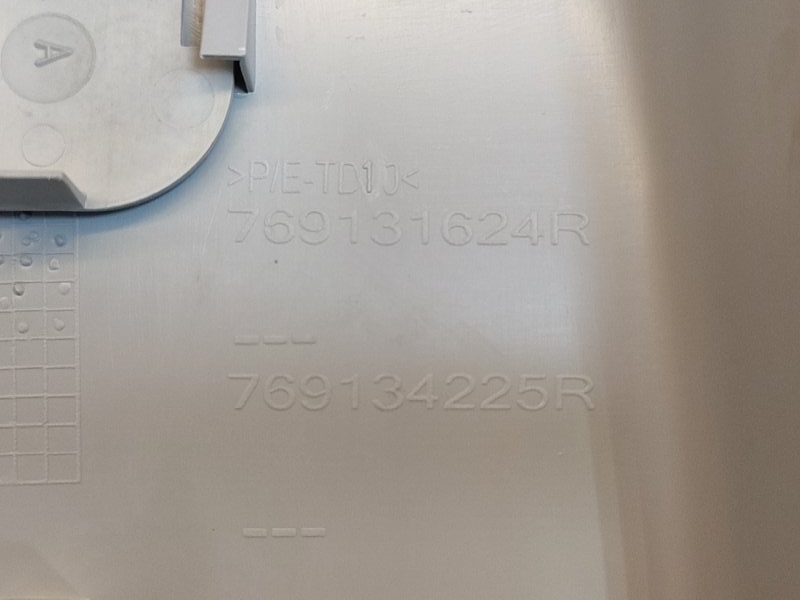 A
>P/E-TD10<
769131624R
---
769134225R
---